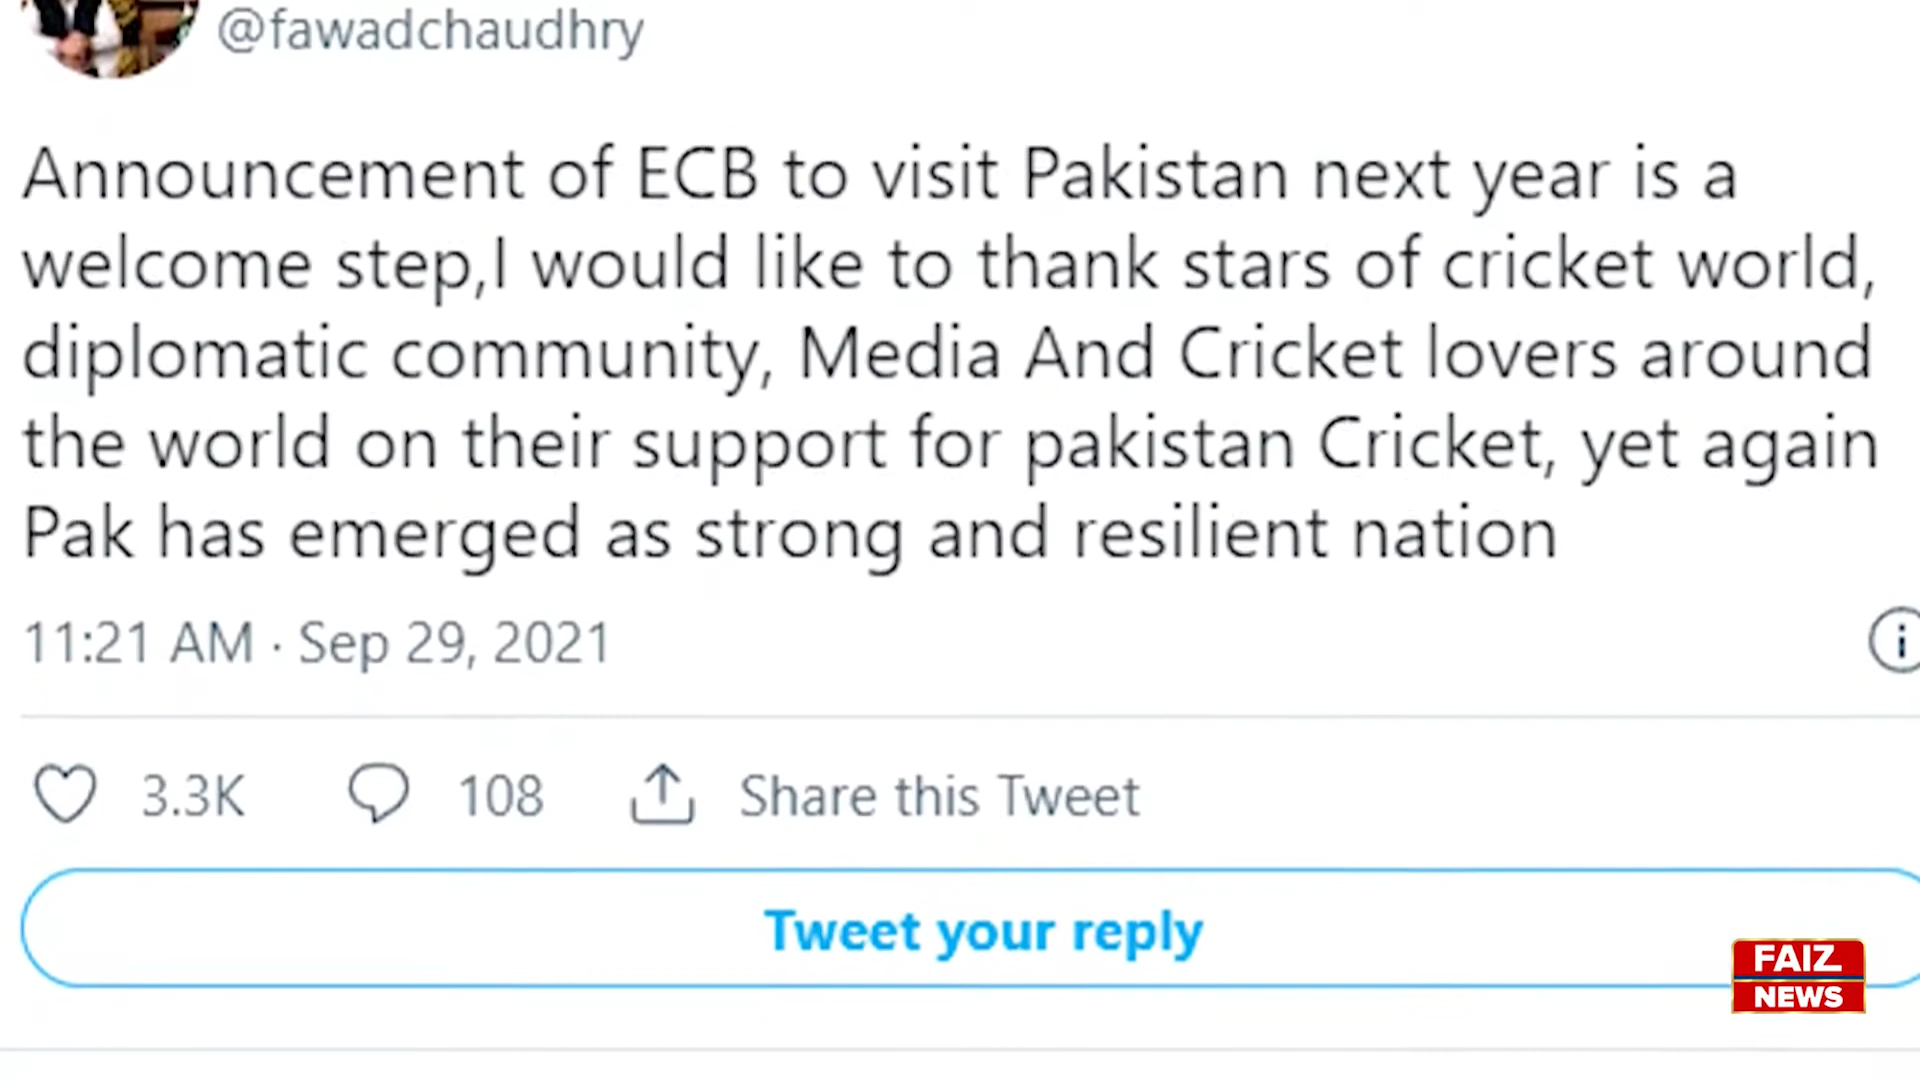 @fawadchaudhry
Announcement of ECB to visit Pakistan next year is a
welcome step,I would like to thank stars of cricket world,
diplomatic community, Media And Cricket lovers around
the world on their support for pakistan Cricket, yet again
Pak has emerged as strong and resilient nation
11:21 AM · Sep 29, 2021
3.3K 108 Share this Tweet
Tweet your reply
FAIZ
NEWS